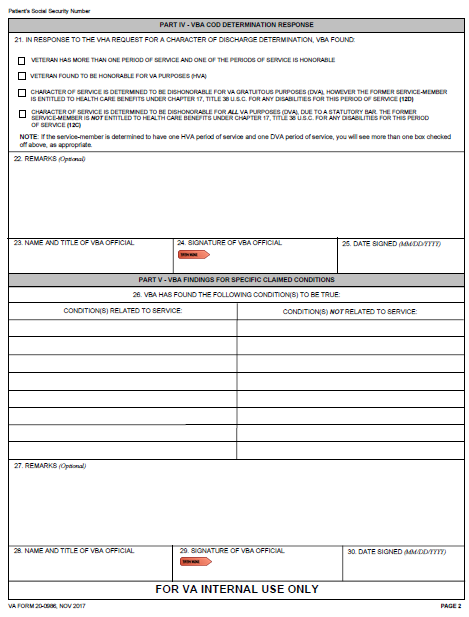 Patient's Social Security Number
PART IV - VBA COD DETERMINATION RESPONSE
21. IN RESPONSE TO THE VHA REQUEST FOR A CHARACTER OF DISCHARGE DETERMINATION, VBA FOUND:
VETERAN HAS MORE THAN ONE PERIOD OF SERVICE AND ONE OF THE PERIODS OF SERVICE IS HONORABLE
VETERAN FOUND TO BE HONORABLE FOR VA PURPOSES (HVA)
CHARACTER OF SERVICE IS DETERMINED TO BE DISHONORABLE FOR VA GRATUITOUS PURPOSES (DVA), HOWEVER THE FORMER SERVICE-MEMBER
IS ENTITLED TO HEALTH CARE BENEFITS UNDER CHAPTER 17, TITLE 38 U.S.C. FOR ANY DISABILITIES FOR THIS PERIOD OF SERVICE (12D)
CHARACTER OF SERVICE IS DETERMINED TO BE DISHONORABLE FOR ALL VA PURPOSES (DVA), DUE TO A STATUTORY BAR. THE FORMER
SERVICE-MEMBER IS NOT ENTITLED TO HEALTH CARE BENEFITS UNDER CHAPTER 17, TITLE 38 U.S.C. FOR ANY DISABILITIES FOR THIS PERIOD
OF SERVICE (12C)
NOTE: If the service-member is determined to have one HVA period of service and one DVA period of service, you will see more than one box checked
off above, as appropriate.
22. REMARKS (Optional)
23. NAME AND TITLE OF VBA OFFICIAL
24. SIGNATURE OF VBA OFFICIAL
25. DATE SIGNED (MM/DD/YYYY)
PART V - VBA FINDINGS FOR SPECIFIC CLAIMED CONDITIONS
26. VBA HAS FOUND THE FOLLOWING CONDITION(S) TO BE TRUE:
CONDITION(S) RELATED TO SERVICE:
CONDITION(S) NOT RELATED TO SERVICE:
27. REMARKS (Optional)
28. NAME AND TITLE OF VBA OFFICIAL
29. SIGNATURE OF VBA OFFICIAL
30. DATE SIGNED (MM/DD/YYYY)
FOR VA INTERNAL USE ONLY
VA FORM 20-0986, NOV 2017
PAGE 2